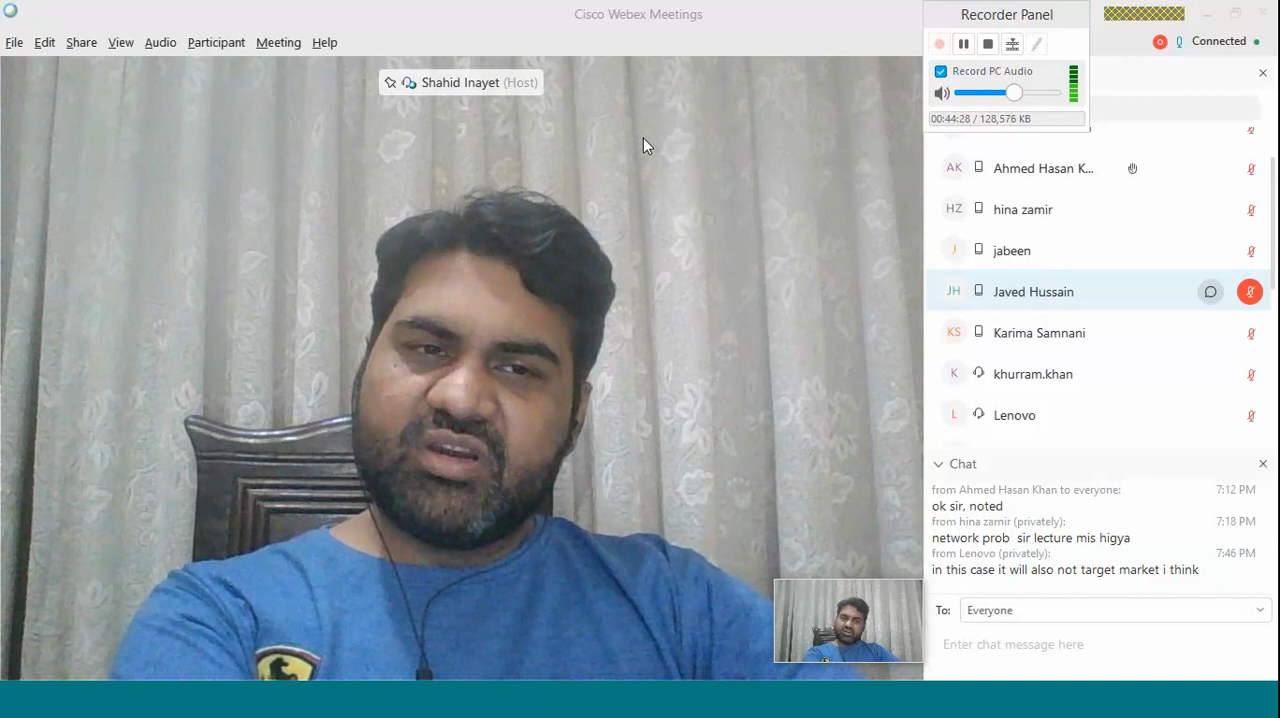 Cisco Webex Meetings
Recorder Panel
File Edit Share View Audio Participant Meeting Help
Connected
Record PC Audio
00:44:28 / 128,576 KB
Shahid Inayet (Host)
AK Ahmed Hasan K...
HZ hina zamir
J jabeen
JH Javed Hussain
KS Karima Samnani
K khurram.khan
L Lenovo
Chat
from Ahmed Hasan Khan to everyone: 7:12 PM
ok sir, noted
from hina zamir (privately): 7:18 PM
network prob sir lecture mis higya
from Lenovo (privately): 7:46 PM
in this case it will also not target market i think
To: Everyone
Enter chat message here